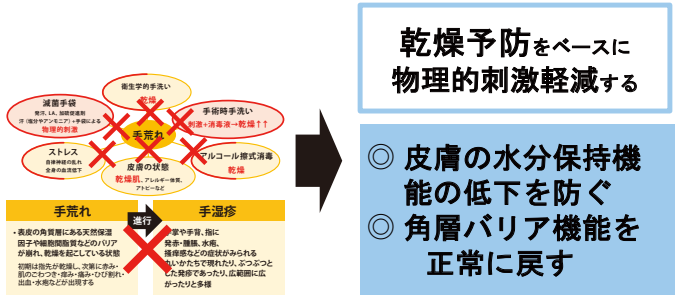 衛生学的手洗い
乾燥
滅菌手袋
発汗、LA、加硫促進剤
汗（塩分やアンモニア）+手袋による
物理的刺激
手術時手洗い
刺激+消毒液→乾燥↑↑
手荒れ
ストレス
自律神経の乱れ
全身の血流低下
アルコール擦式消毒
乾燥
皮膚の状態
乾燥肌、アレルギー体質、
アトピーなど
手荒れ
進行
手湿疹
・表皮の角質層にある天然保湿
因子や細胞間脂質などのバリア
が崩れ、乾燥を起こしている状態
初期は指先が乾燥し、次第に赤み・
肌のごわつき・痒み・痛み・ひび割れ・
出血・水疱などが出現する
掌や手背、指に
発赤・腫脹、水疱、
掻痒感などの症状がみられる
いかたちで現れたり、ぶつぶつと
した発疹であったり、広範囲に広
がったりと多様
乾燥予防をベースに
物理的刺激軽減する
◎ 皮膚の水分保持機
能の低下を防ぐ
◎ 角層バリア機能を
正常に戻す